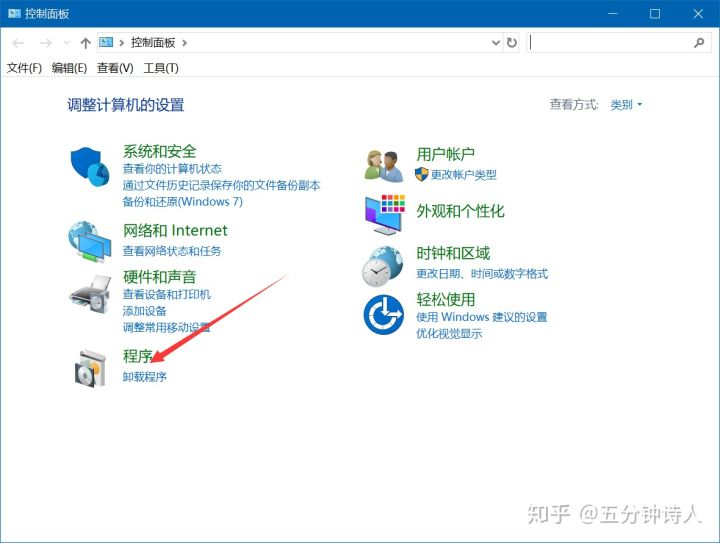 控制面板
控制面板
文件(F) 编辑(E) 查看(V) 工具(T)
调整计算机的设置
查看方式: 类别
系统和安全
查看你的计算机状态
通过文件历史记录保存你的文件备份副本
备份和还原(Windows 7)
网络和 Internet
查看网络状态和任务
硬件和声音
查看设备和打印机
添加设备
调整常用移动设置
程序
卸载程序
用户帐户
更改帐户类型
外观和个性化
时钟和区域
更改日期、时间或数字格式
轻松使用
使用 Windows 建议的设置
优化视觉显示
知乎 @五分钟诗人